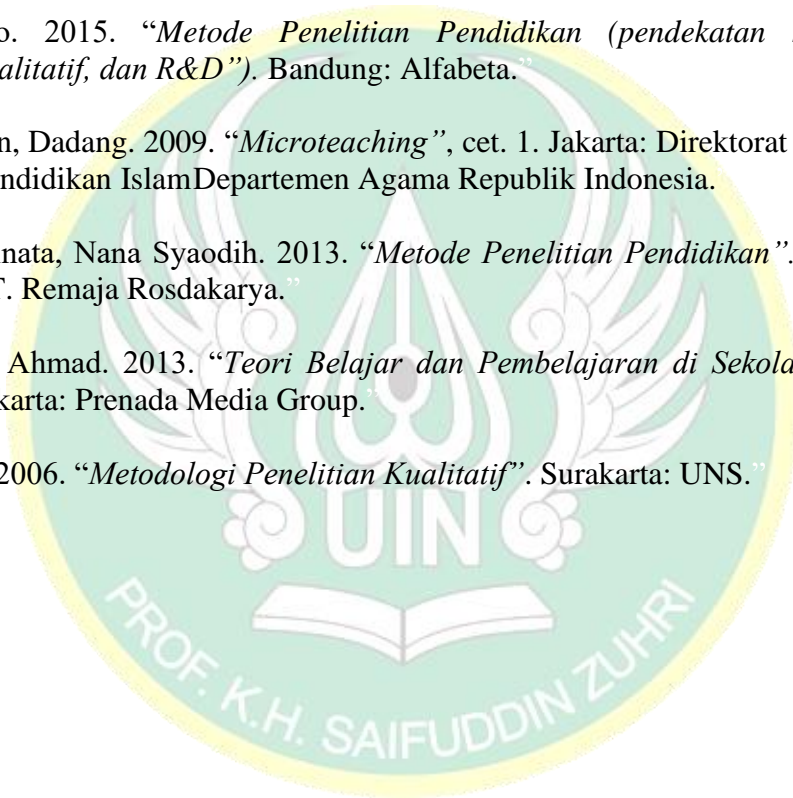 o. 2015. “Metode Penelitian Pendidikan (pendekatan
alitatif, dan R&D”). Bandung: Alfabeta.”
n, Dadang. 2009. “Microteaching”, cet. 1. Jakarta: Direktorat
ndidikan IslamDepartemen Agama Republik Indonesia.
nata, Nana Syaodih. 2013. “Metode Penelitian Pendidikan”.
T. Remaja Rosdakarya.”
Ahmad. 2013. “Teori Belajar dan Pembelajaran di Sekola
karta: Prenada Media Group.”
2006. “Metodologi Penelitian Kualitatif”. Surakarta: UNS.”
UIN
PROF. K.H. SAIFUDDIN ZUHRI